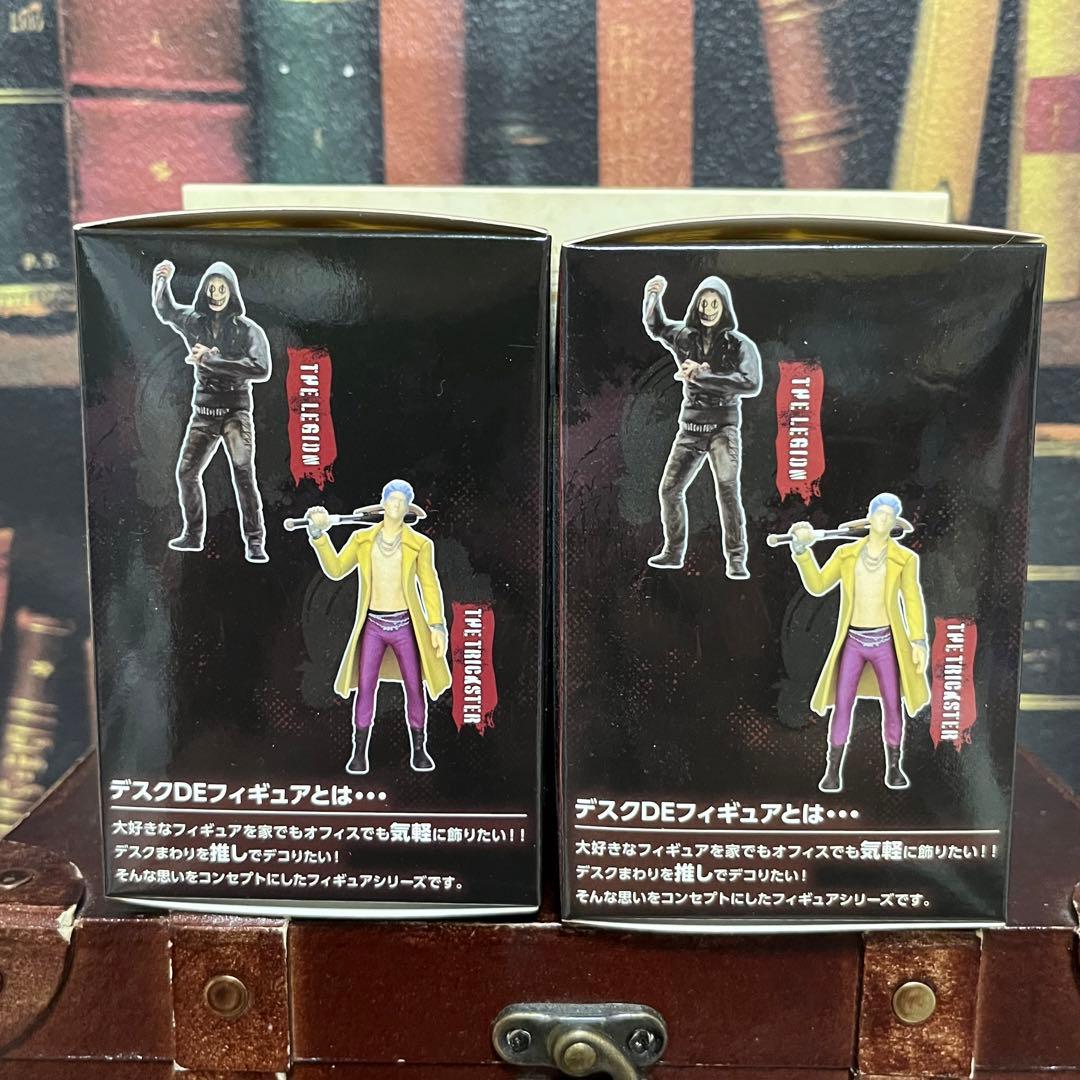 THE LEGION
THE TRICKSTER
デスクDEフィギュアとは・・・
大好きなフィギュアを家でもオフィスでも気軽に飾りたい！！
デスクまわりを推しでデコりたい！
そんな思いをコンセプトにしたフィギュアシリーズです。
THE LEGION
THE TRICKSTER
デスクDEフィギュアとは・・・
大好きなフィギュアを家でもオフィスでも気軽に飾りたい！！
デスクまわりを推しでデコりたい！
そんな思いをコンセプトにしたフィギュアシリーズです。